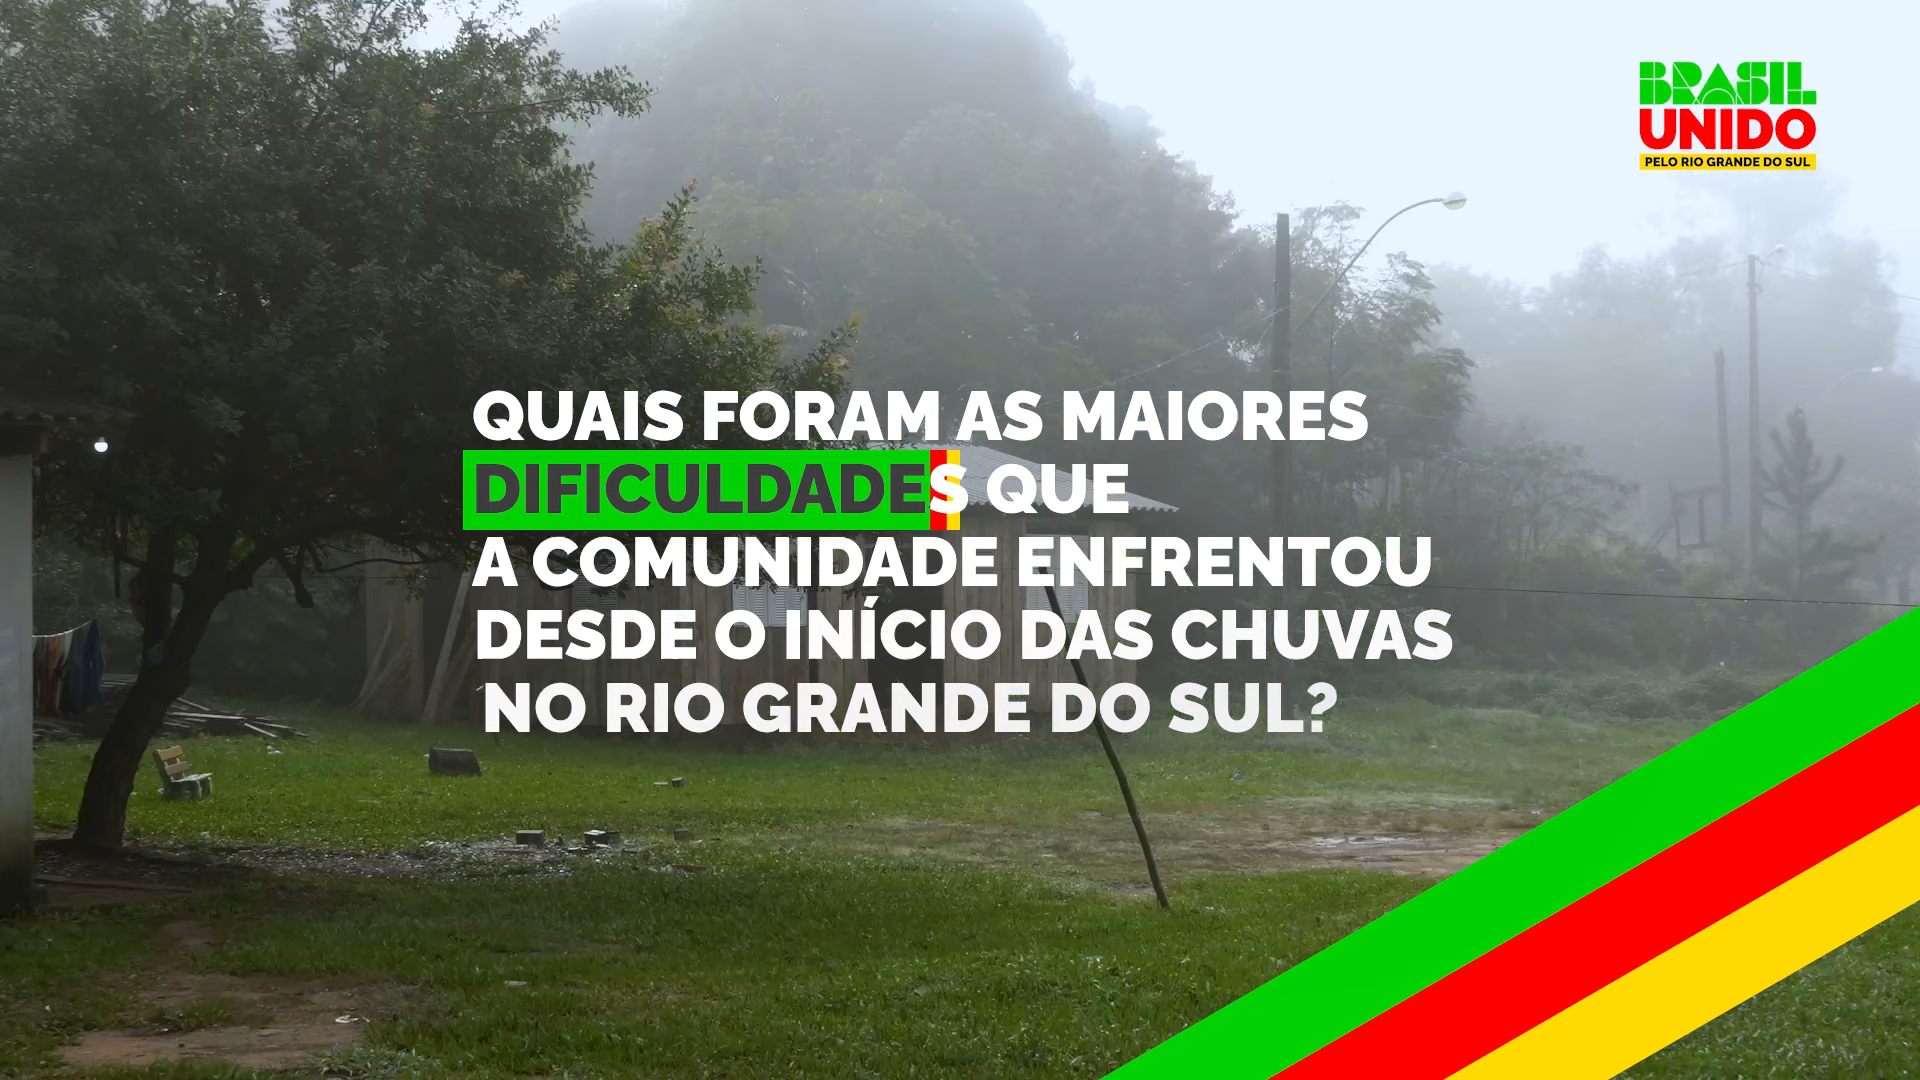 BRASIL
UNIDO
PELO RIO GRANDE DO SUL
QUAIS FORAM AS MAIORES
DIFICULDADES QUE
A COMUNIDADE ENFRENTOU
DESDE O INÍCIO DAS CHUVAS
NO RIO GRANDE DO SUL?